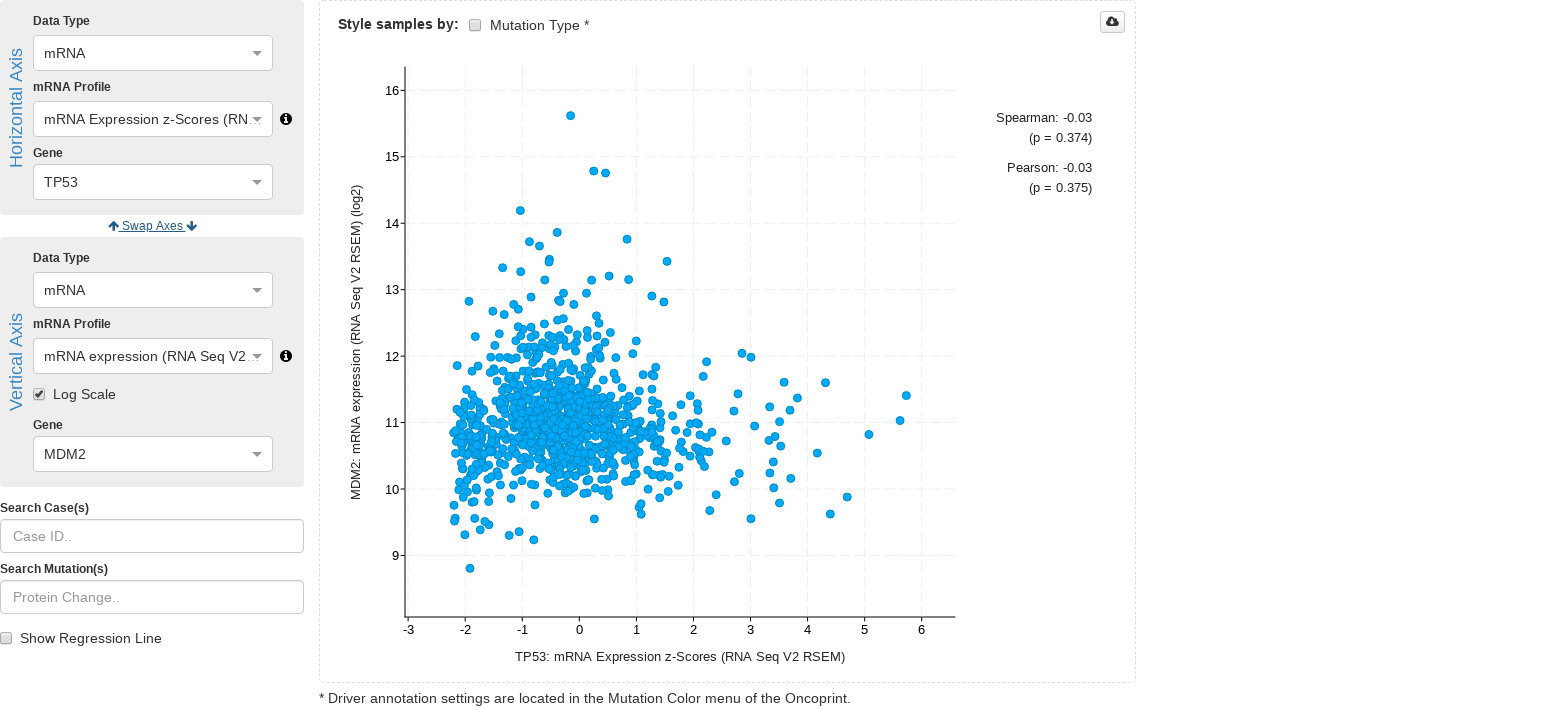 Horizontal Axis
Data Type
mRNA
mRNA Profile
mRNA Expression z-Scores (RN...
Gene
TP53
Swap Axes
Vertical Axis
Data Type
mRNA
mRNA Profile
mRNA expression (RNA Seq V2...
Log Scale
Gene
MDM2
Search Case(s)
Case ID..
Search Mutation(s)
Protein Change..
Show Regression Line
Style samples by: Mutation Type *
MDM2: mRNA expression (RNA Seq V2 RSEM) (log2)
16
15
14
13
12
11
10
9
-3 -2 -1 0 1 2 3 4 5 6
TP53: mRNA Expression z-Scores (RNA Seq V2 RSEM)
Spearman: -0.03
(p = 0.374)
Pearson: -0.03
(p = 0.375)
* Driver annotation settings are located in the Mutation Color menu of the Oncoprint.